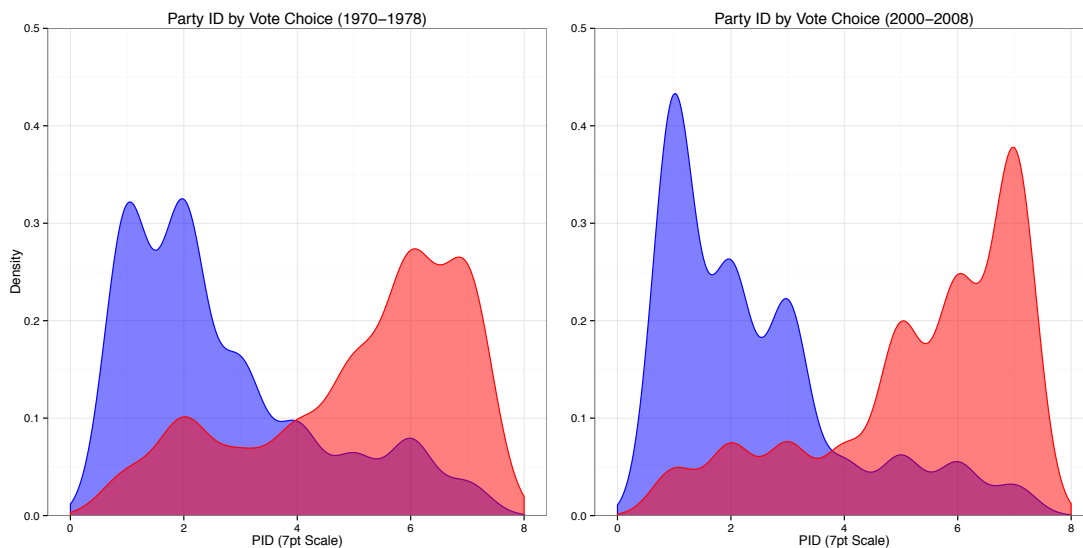 Party ID by Vote Choice (1970−1978)
0.5
0.4
0.3
0.2
0.1
0.0
Density
0 2 4 6 8
PID (7pt Scale)
Party ID by Vote Choice (2000−2008)
0.5
0.4
0.3
0.2
0.1
0.0
0 2 4 6 8
PID (7pt Scale)